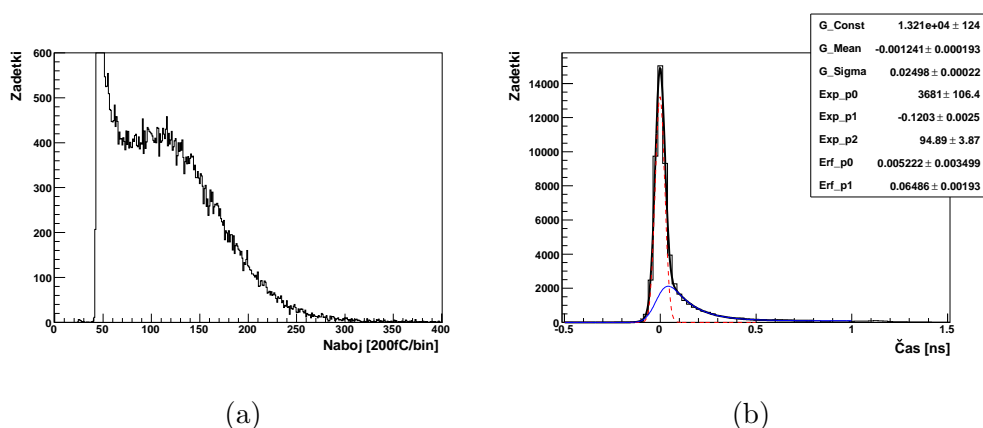 Zadetki
600
500
400
300
200
100
0
0 50 100 150 200 250 300 350 400
Naboj [200fC/bin]
(a)
Zadetki
14000
12000
10000
8000
6000
4000
2000
0
-0.5 0 0.5 1 1.5
Čas [ns]
G_Const 1.321e+04 ± 124
G_Mean -0.001241 ± 0.000193
G_Sigma 0.02498 ± 0.00022
Exp_p0 3681 ± 106.4
Exp_p1 -0.1203 ± 0.0025
Exp_p2 94.89 ± 3.87
Erf_p0 0.005222 ± 0.003499
Erf_p1 0.06486 ± 0.00193
(b)